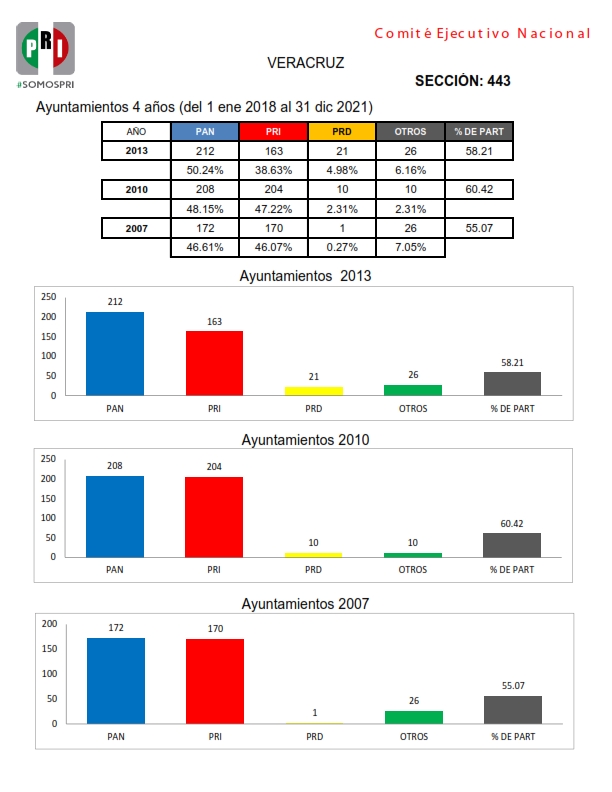 Comité Ejecutivo Nacional
PRI
#SOMOSPRI
VERACRUZ
SECCIÓN: 443
Ayuntamientos 4 años (del 1 ene 2018 al 31 dic 2021)
AÑO PAN PRI PRD OTROS % DE PART
2013 212 163 21 26 58.21
50.24% 38.63% 4.98% 6.16%
2010 208 204 10 10 60.42
48.15% 47.22% 2.31% 2.31%
2007 172 170 1 26 55.07
46.61% 46.07% 0.27% 7.05%
Ayuntamientos 2013
250
200
150
100
50
0
212 163 21 26 58.21
PAN PRI PRD OTROS % DE PART
Ayuntamientos 2010
250
200
150
100
50
0
208 204 10 10 60.42
PAN PRI PRD OTROS % DE PART
Ayuntamientos 2007
200
150
100
50
0
172 170 1 26 55.07
PAN PRI PRD OTROS % DE PART